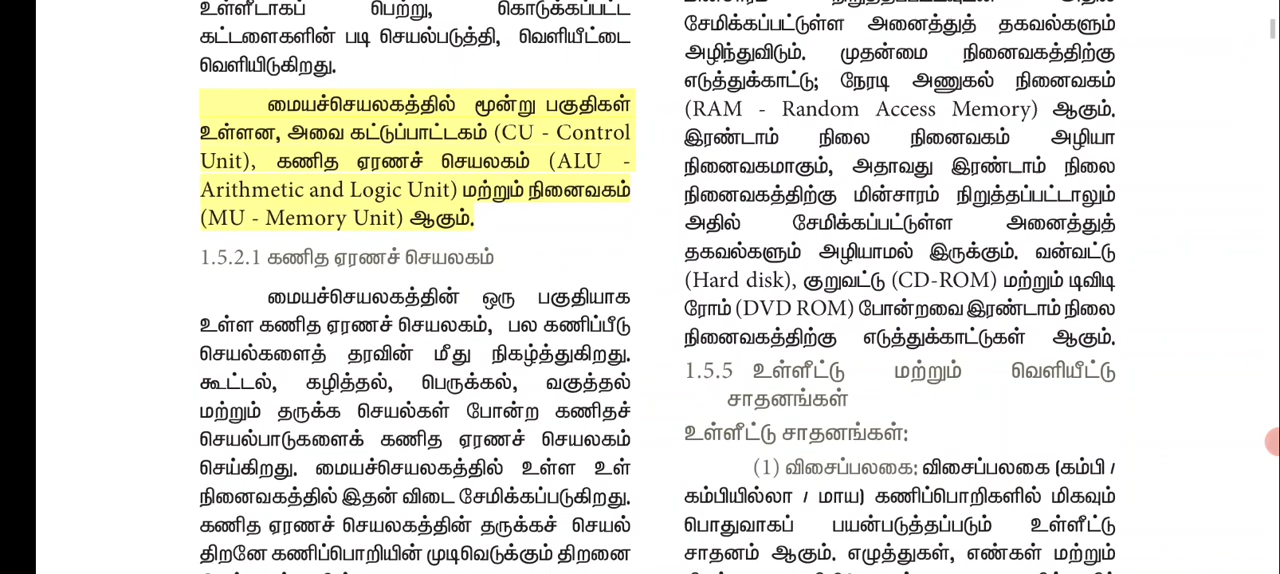 உள்ளீடாகப் பெற்று, கொடுக்கப்பட்ட
கட்டளைகளின் படி செயல்படுத்தி, வெளியீட்டை
வெளியிடுகிறது.
மையச்செயலகத்தில் மூன்று பகுதிகள்
உள்ளன, அவை கட்டுப்பாட்டகம் (CU - Control
Unit), கணித ஏரணச் செயலகம் (ALU -
Arithmetic and Logic Unit) மற்றும் நினைவகம்
(MU - Memory Unit) ஆகும்.
1.5.2.1 கணித ஏரணச் செயலகம்
மையச்செயலகத்தின் ஒரு பகுதியாக
உள்ள கணித ஏரணச் செயலகம், பல கணிப்பீடு
செயல்களைத் தரவின் மீது நிகழ்த்துகிறது.
கூட்டல், கழித்தல், பெருக்கல், வகுத்தல்
மற்றும் தருக்க செயல்கள் போன்ற கணிதச்
செயல்பாடுகளைக் கணித ஏரணச் செயலகம்
செய்கிறது. மையச்செயலகத்தில் உள்ள உள்
நினைவகத்தில் இதன் விடை சேமிக்கப்படுகிறது.
கணித ஏரணச் செயலகத்தின் தருக்கச் செயல்
திறனே கணிப்பொறியின் முடிவெடுக்கும் திறனை
மின்சாரம் நிறுத்தப்பட்டவுடன் அதில்
சேமிக்கப்பட்டுள்ள அனைத்துத் தகவல்களும்
அழிந்துவிடும். முதன்மை நினைவகத்திற்கு
எடுத்துக்காட்டு; நேரடி அணுகல் நினைவகம்
(RAM - Random Access Memory) ஆகும்.
இரண்டாம் நிலை நினைவகம் அழியா
நினைவகமாகும், அதாவது இரண்டாம் நிலை
நினைவகத்திற்கு மின்சாரம் நிறுத்தப்பட்டாலும்
அதில் சேமிக்கப்பட்டுள்ள அனைத்துத்
தகவல்களும் அழியாமல் இருக்கும். வன்வட்டு
(Hard disk), குறுவட்டு (CD-ROM) மற்றும் டிவிடி
ரோம் (DVD ROM) போன்றவை இரண்டாம் நிலை
நினைவகத்திற்கு எடுத்துக்காட்டுகள் ஆகும்.
1.5.5 உள்ளீட்டு மற்றும் வெளியீட்டு
சாதனங்கள்
உள்ளீட்டு சாதனங்கள்:
(1) விசைப்பலகை: விசைப்பலகை (கம்பி /
கம்பியில்லா / மாய) கணிப்பொறிகளில் மிகவும்
பொதுவாகப் பயன்படுத்தப்படும் உள்ளீட்டு
சாதனம் ஆகும். எழுத்துகள், எண்கள் மற்றும்